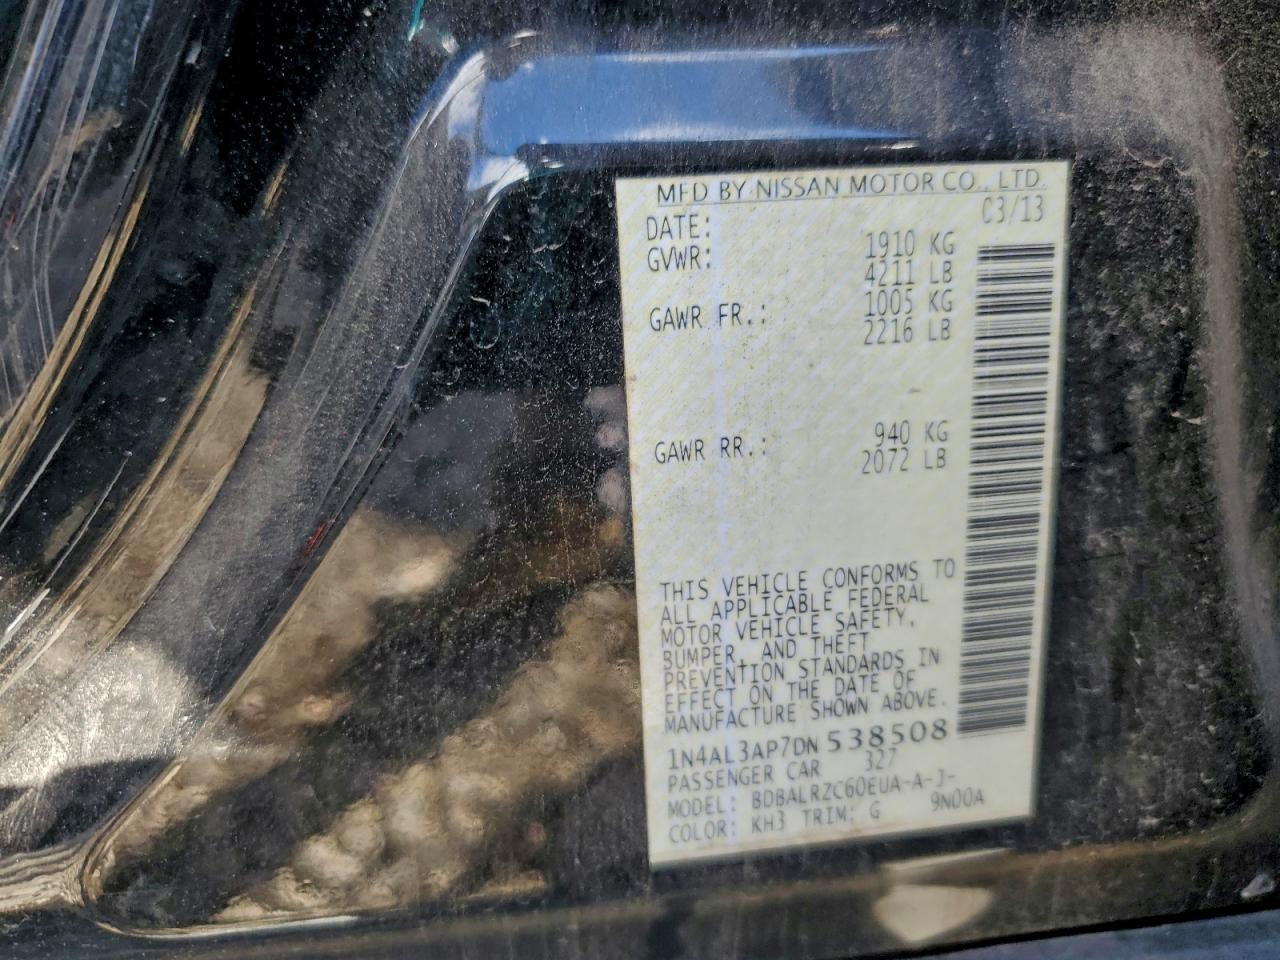 MFD BY NISSAN MOTOR CO., LTD.
DATE: 03/13
GVWR: 1910 KG
4211 LB
GAWR FR.: 1005 KG
2216 LB
GAWR RR.: 940 KG
2072 LB
THIS VEHICLE CONFORMS TO
ALL APPLICABLE FEDERAL
MOTOR VEHICLE SAFETY,
BUMPER, AND THEFT
PREVENTION STANDARDS IN
EFFECT ON THE DATE OF
MANUFACTURE SHOWN ABOVE.
1N4AL3AP7DN538508
PASSENGER CAR 327
MODEL: BDBALRZC60EUA-A-J-
COLOR: KH3 TRIM: G 9N00A